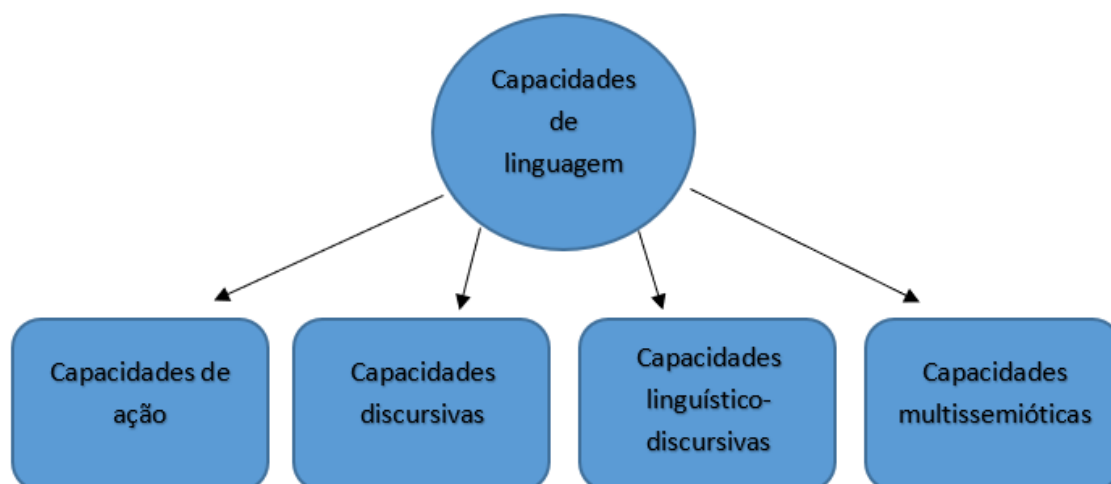 Capacidades
de
linguagem
Capacidades de
ação
Capacidades
discursivas
Capacidades
linguístico-
discursivas
Capacidades
multissemióticas